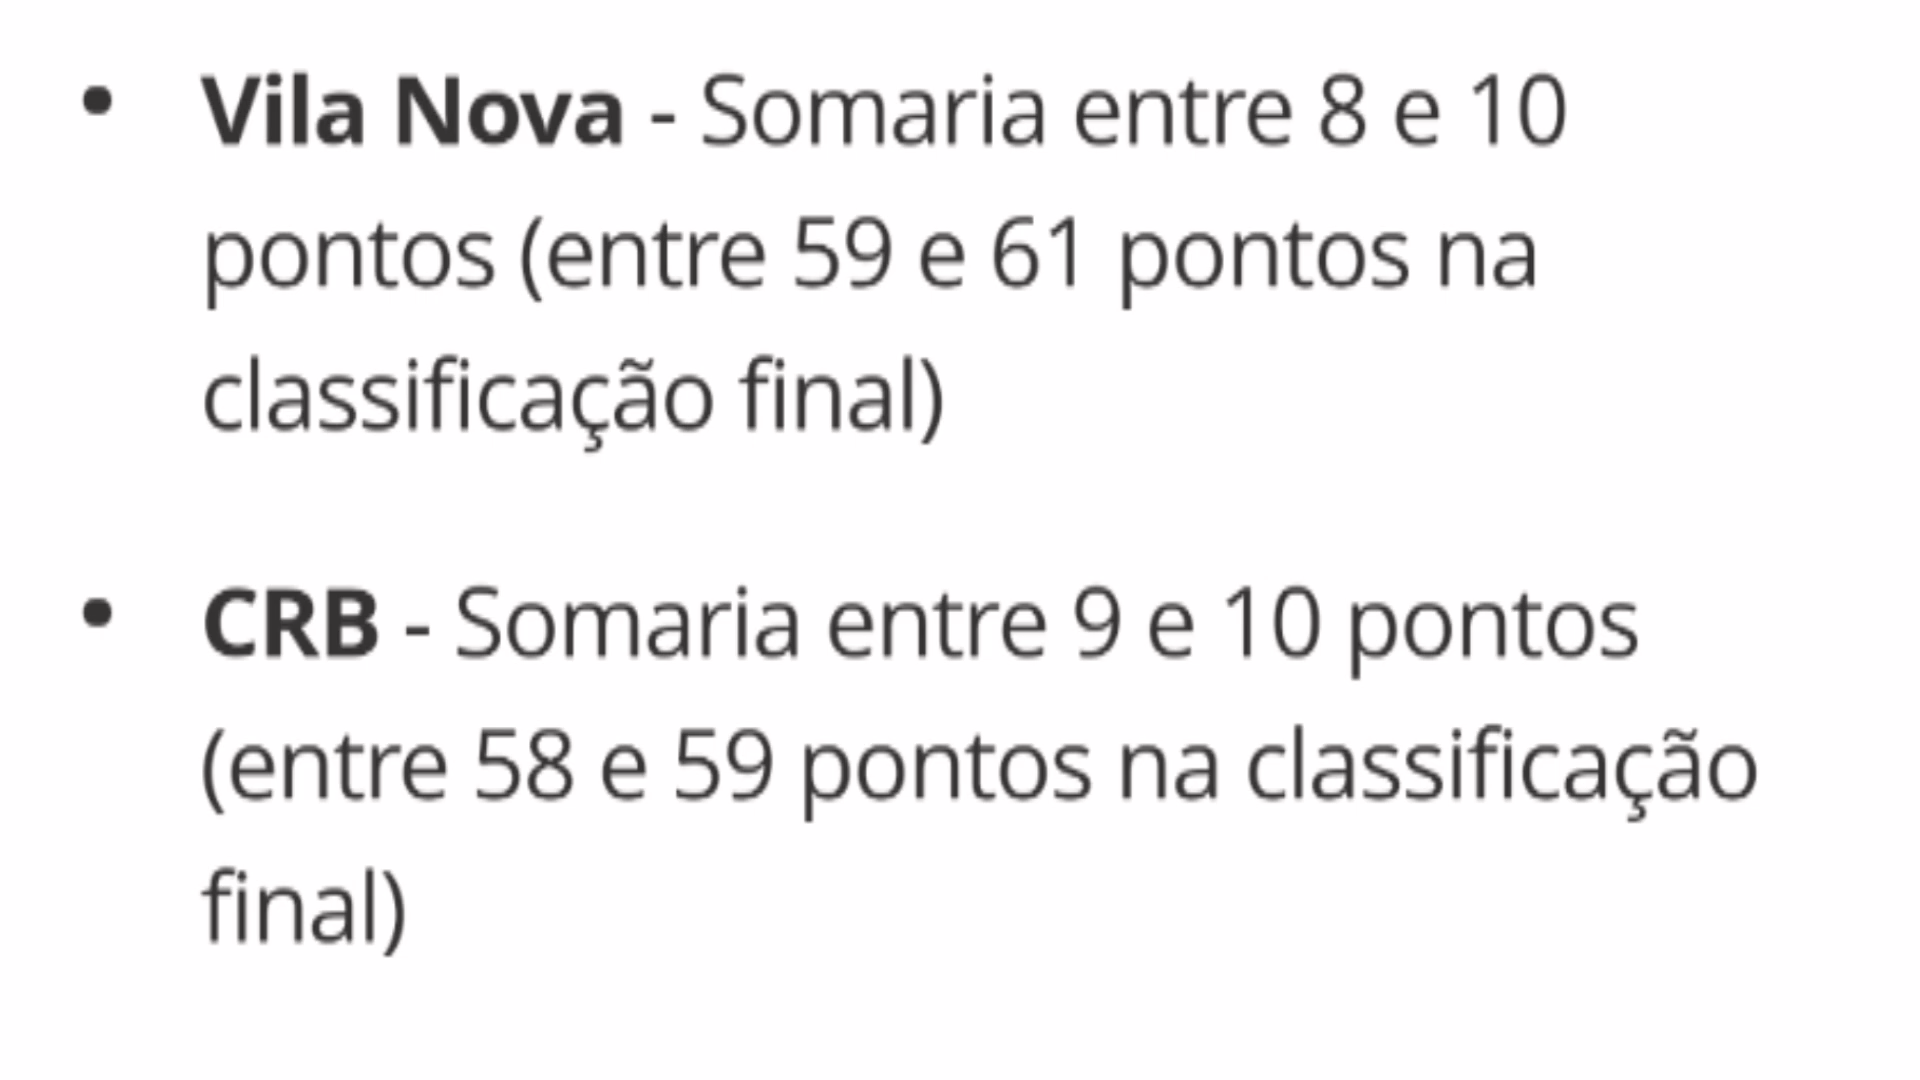 • Vila Nova - Somaria entre 8 e 10
pontos (entre 59 e 61 pontos na
classificação final)
• CRB - Somaria entre 9 e 10 pontos
(entre 58 e 59 pontos na classificação
final)